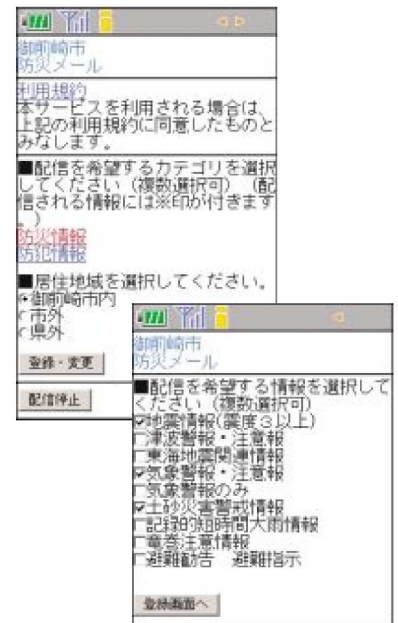 御前崎市
防災メール
利用規約
本サービスを利用される場合は、
上記の利用規約に同意したものと
みなします。
■配信を希望するカテゴリを選択
してください（複数選択可）（配
信される情報には※印が付きます
。）
防災情報
防犯情報
■居住地域を選択してください。
御前崎市内
市外
県外
登録・変更
配信停止
御前崎市
防災メール
■配信を希望する情報を選択して
ください（複数選択可）
地震情報(震度３以上)
津波警報・注意報
東海地震関連情報
気象警報・注意報
気象警報のみ
土砂災害警戒情報
記録的短時間大雨情報
竜巻注意情報
避難勧告　避難指示
登録画面へ